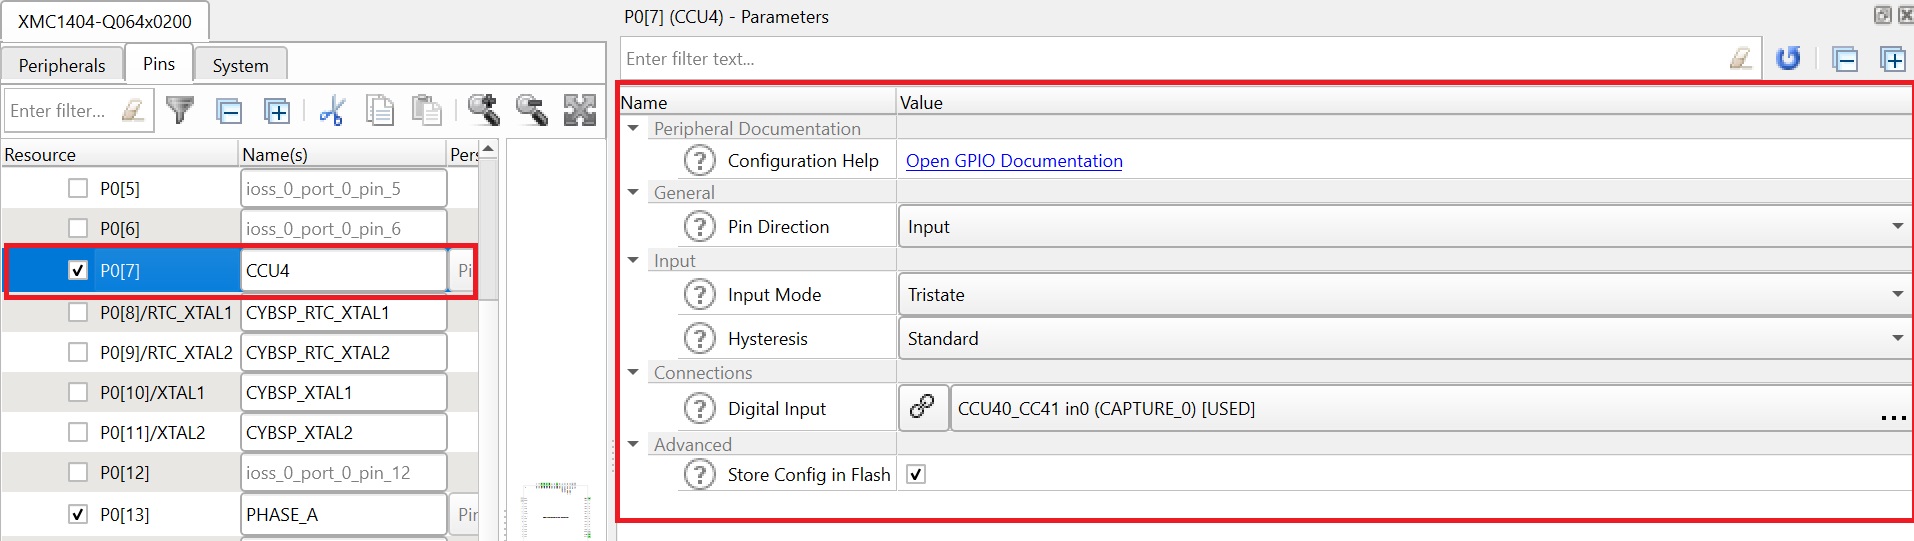 XMC1404-Q064x0200
Peripherals Pins System
Enter filter...
Resource Name(s) Pers
P0[5] ioss_0_port_0_pin_5
P0[6] ioss_0_port_0_pin_6
P0[7] CCU4 Pi
P0[8]/RTC_XTAL1 CYBSP_RTC_XTAL1
P0[9]/RTC_XTAL2 CYBSP_RTC_XTAL2
P0[10]/XTAL1 CYBSP_XTAL1
P0[11]/XTAL2 CYBSP_XTAL2
P0[12] ioss_0_port_0_pin_12
P0[13] PHASE_A Pin
P0[7] (CCU4) - Parameters
Enter filter text...
Name Value
Peripheral Documentation
Configuration Help Open GPIO Documentation
General
Pin Direction Input
Input
Input Mode Tristate
Hysteresis Standard
Connections
Digital Input CCU40_CC41 in0 (CAPTURE_0) [USED] ...
Advanced
Store Config in Flash